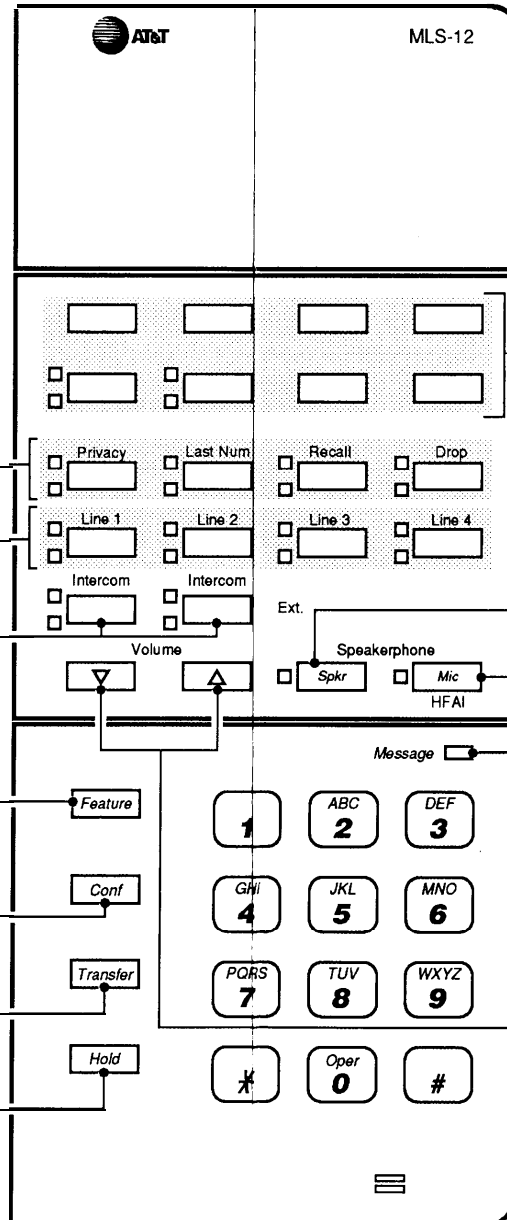 AT&T MLS-12
Privacy Last Num Recall Drop
Line 1 Line 2 Line 3 Line 4
Intercom Intercom
Ext.
Volume Speakerphone
Spkr Mic
HFAI
Message
Feature
1 ABC 2 DEF 3
Conf
GHI 4 JKL 5 MNO 6
Transfer
PQRS 7 TUV 8 WXYZ 9
Hold
* Oper 0 #